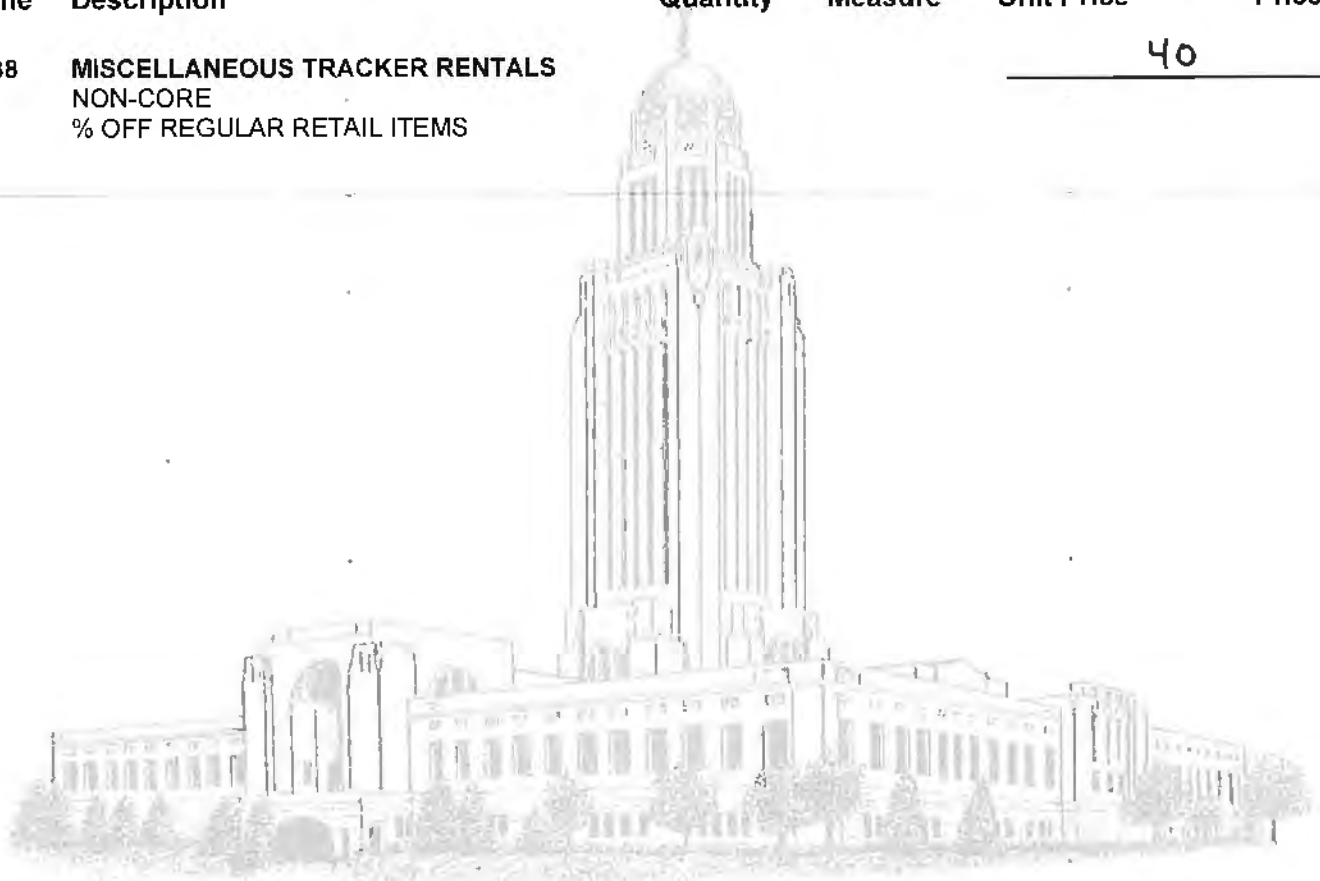 Description Quantity Measure Unit Price
MISCELLANEOUS TRACKER RENTALS 40
NON-CORE
% OFF REGULAR RETAIL ITEMS